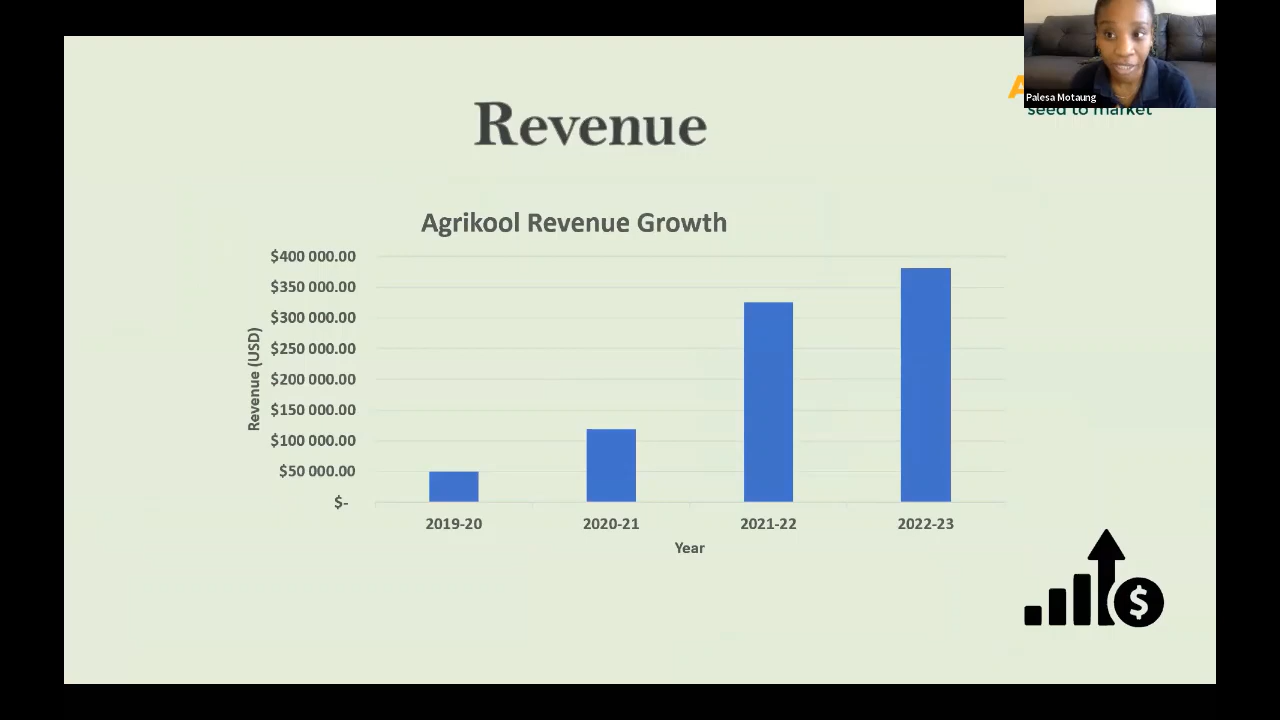 Palesa Motaung
seed to market
Revenue
Agrikool Revenue Growth
$400 000.00
$350 000.00
$300 000.00
$250 000.00
$200 000.00
$150 000.00
$100 000.00
$50 000.00
$-
Revenue (USD)
2019-20 2020-21 2021-22 2022-23
Year
$